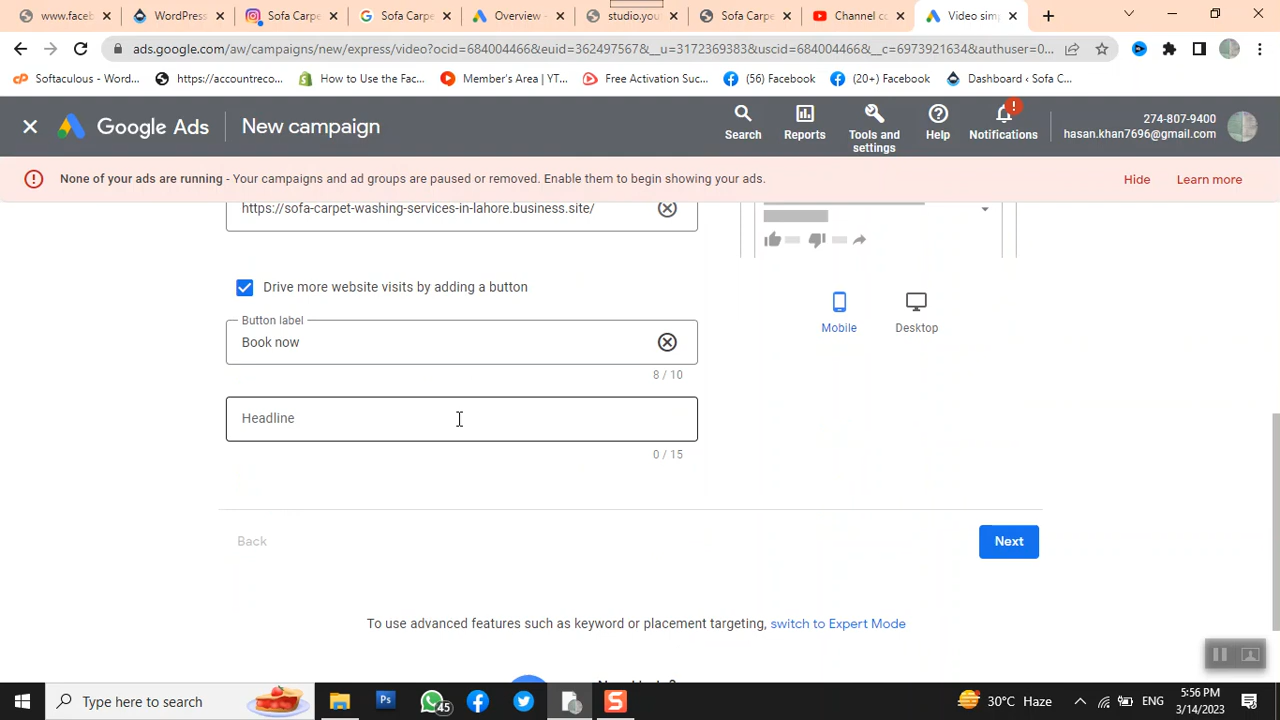 www.faceb
WordPress
Sofa Carpe
Sofa Carpe
Overview -
studio.you
Sofa Carpe
Channel co
Video sim
ads.google.com/aw/campaigns/new/express/video?ocid=684004466&euid=362497567&__u=3172369383&uscid=684004466&__c=6973921634&authuser=0...
Softaculous - Word...
https://accountreco...
How to Use the Fac...
Member's Area | YT...
Free Activation Suc...
(56) Facebook
(20+) Facebook
Dashboard ‹ Sofa C...
Google Ads
New campaign
Search
Reports
Tools and settings
Help
Notifications
274-807-9400
hasan.khan7696@gmail.com
None of your ads are running - Your campaigns and ad groups are paused or removed. Enable them to begin showing your ads.
Hide
Learn more
https://sofa-carpet-washing-services-in-lahore.business.site/
Drive more website visits by adding a button
Button label
Book now
8 / 10
Mobile
Desktop
Headline
0 / 15
Back
Next
To use advanced features such as keyword or placement targeting, switch to Expert Mode
Type here to search
45
30°C Haze
ENG
5:56 PM
3/14/2023